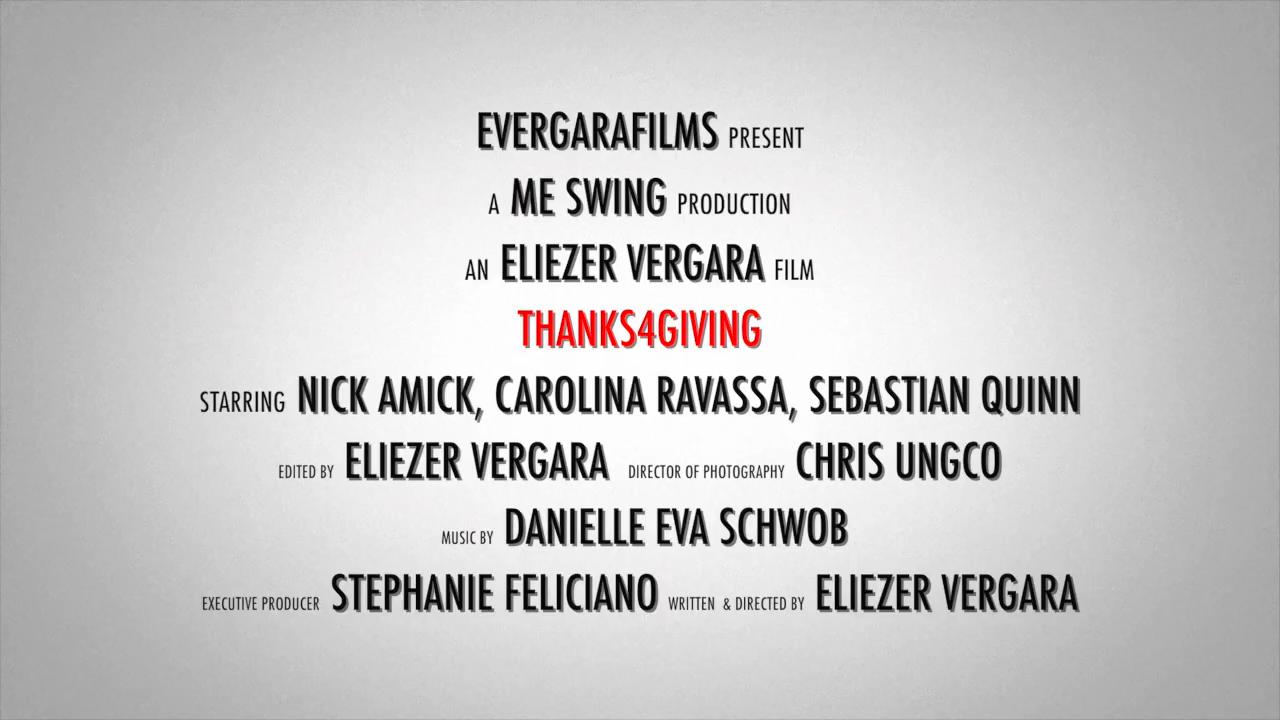 EVERGARAFILMS PRESENT
A ME SWING PRODUCTION
AN ELIEZER VERGARA FILM
THANKS4GIVING
STARRING NICK AMICK, CAROLINA RAVASSA, SEBASTIAN QUINN
EDITED BY ELIEZER VERGARA DIRECTOR OF PHOTOGRAPHY CHRIS UNGCO
MUSIC BY DANIELLE EVA SCHWOB
EXECUTIVE PRODUCER STEPHANIE FELICIANO WRITTEN & DIRECTED BY ELIEZER VERGARA